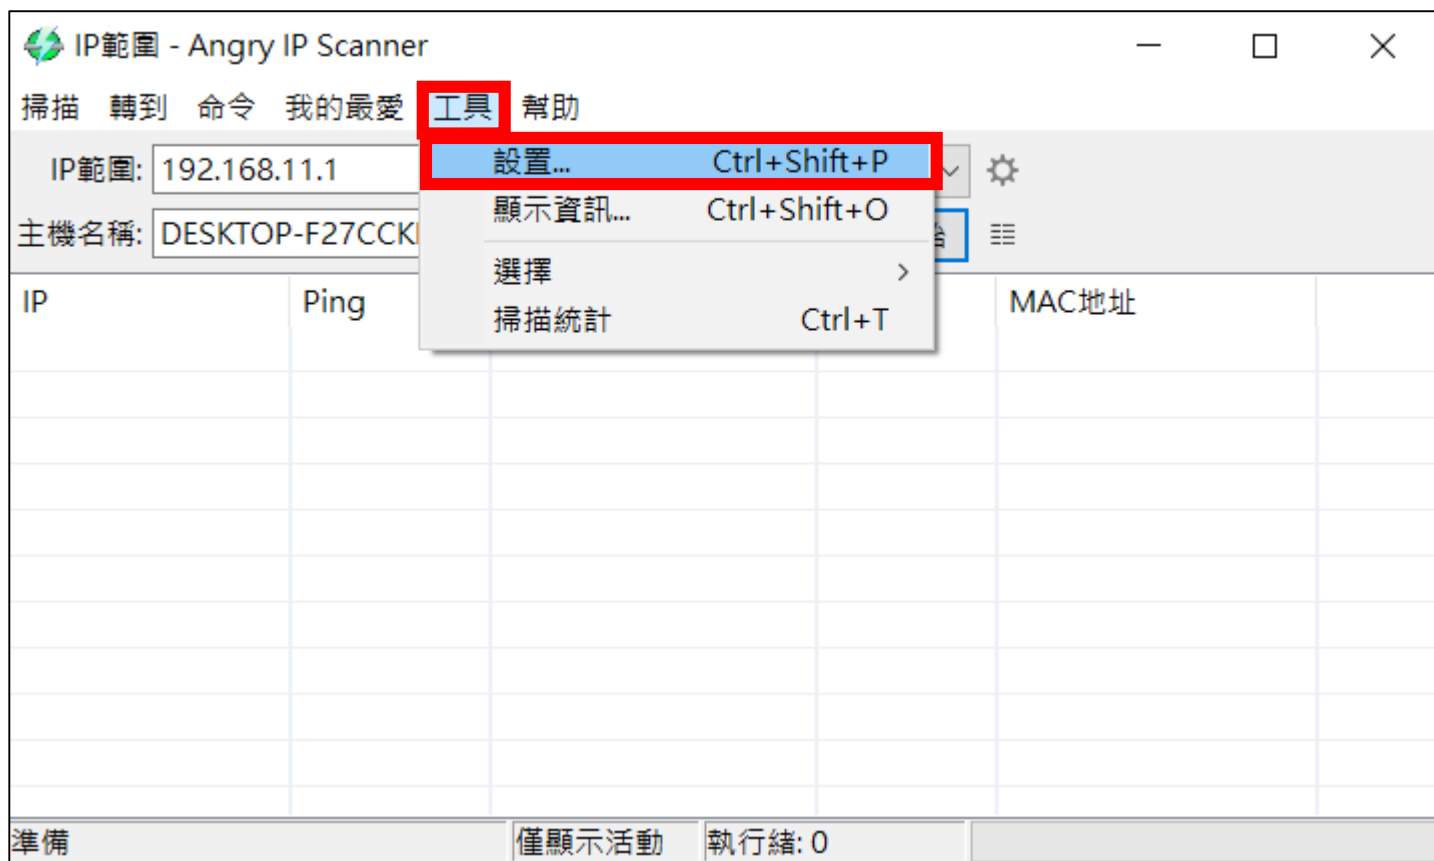 IP範圍 - Angry IP Scanner
掃描 轉到 命令 我的最愛 工具 幫助
IP範圍: 192.168.11.1
設置... Ctrl+Shift+P
顯示資訊... Ctrl+Shift+O
主機名稱: DESKTOP-F27CCK
選擇
掃描統計 Ctrl+T
IP Ping MAC地址
準備 僅顯示活動 執行緒: 0